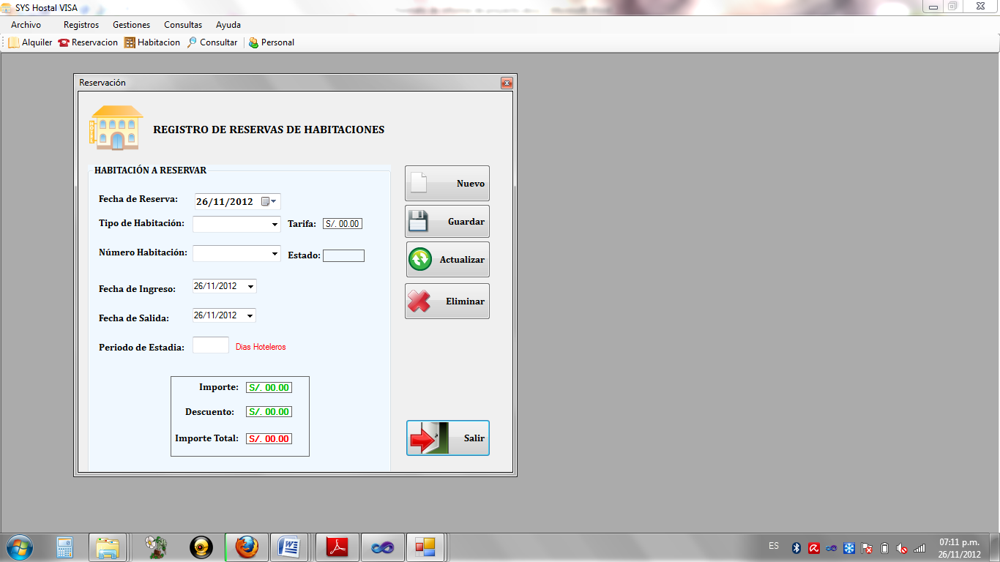 SYS Hostal VISA
Archivo Registros Gestiones Consultas Ayuda
Alquiler Reservacion Habitacion Consultar Personal
Reservación
HOTEL
REGISTRO DE RESERVAS DE HABITACIONES
HABITACIÓN A RESERVAR
Fecha de Reserva: 26/11/2012
Tipo de Habitación: Tarifa: S/. 00.00
Número Habitación: Estado:
Fecha de Ingreso: 26/11/2012
Fecha de Salida: 26/11/2012
Periodo de Estadia: Dias Hoteleros
Importe: S/. 00.00
Descuento: S/. 00.00
Importe Total: S/. 00.00
Nuevo
Guardar
Actualizar
Eliminar
Salir
ES 07:11 p.m.
26/11/2012